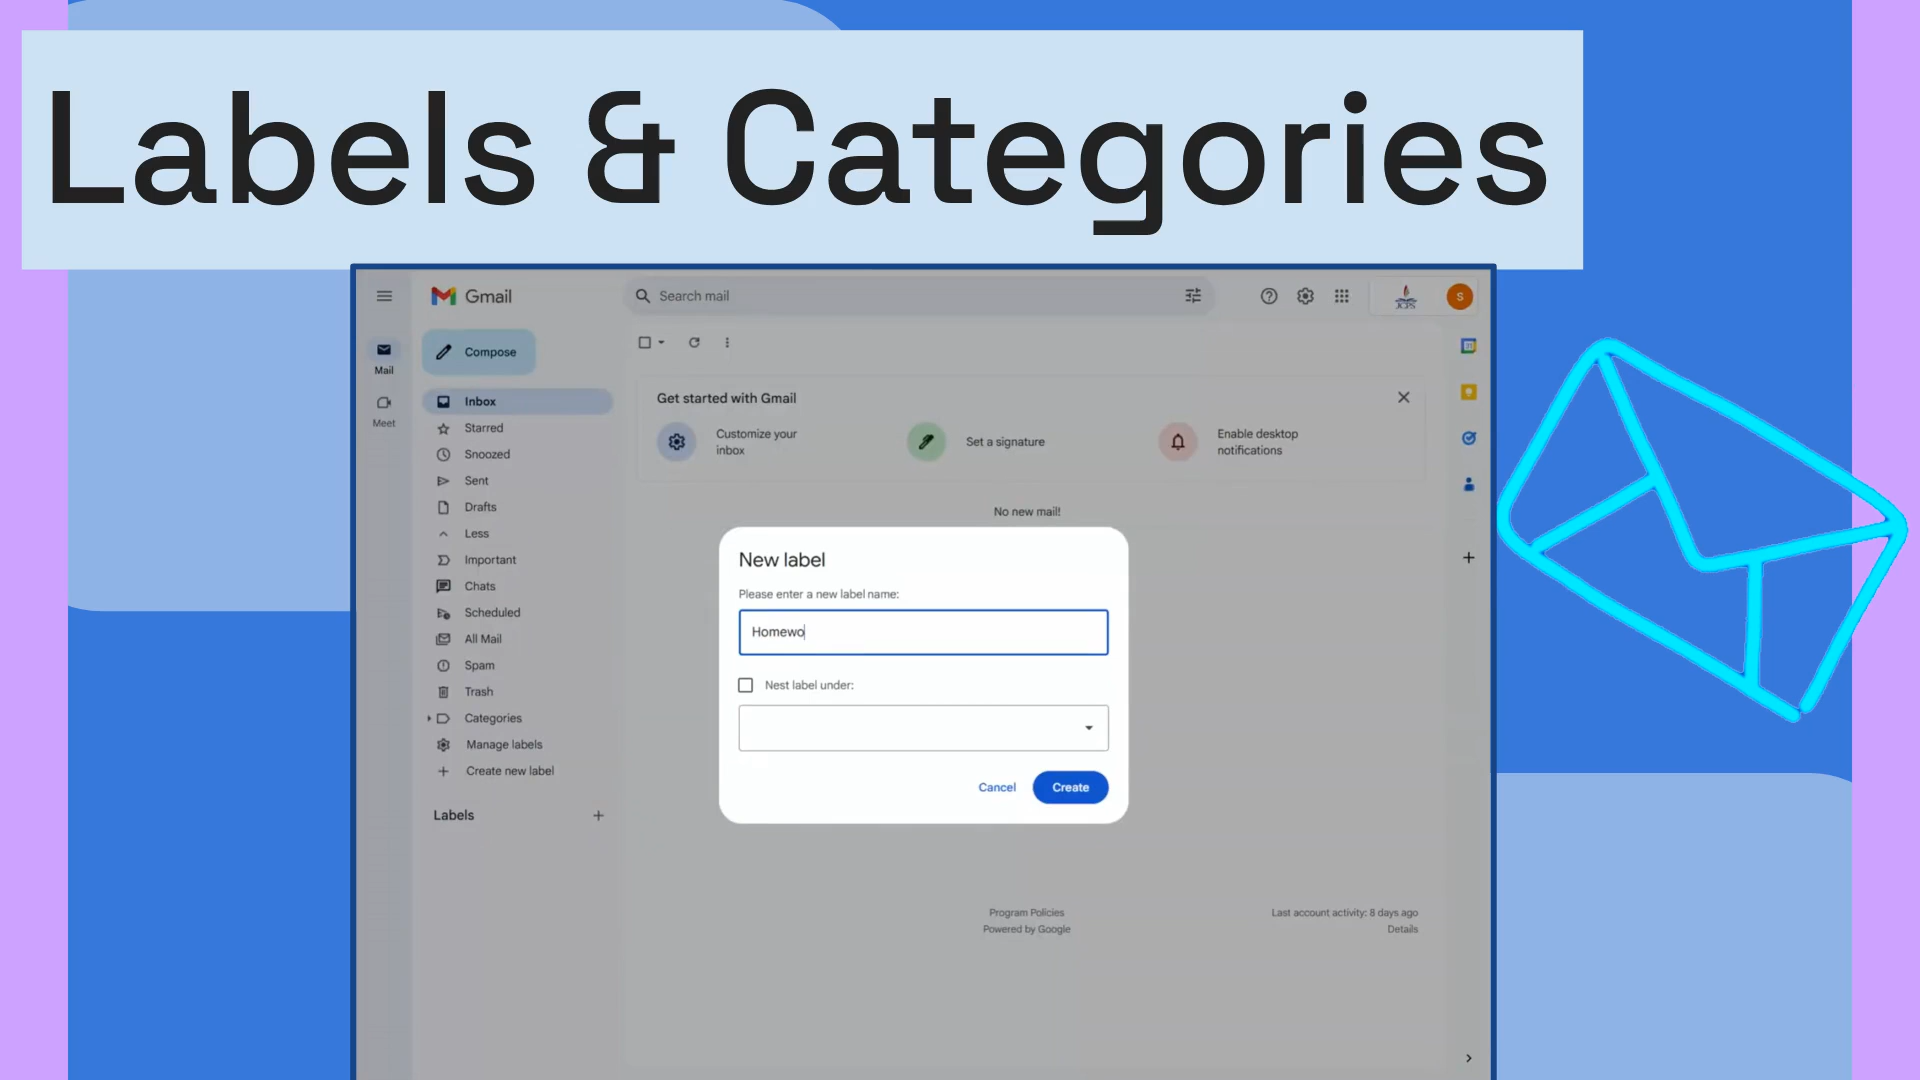 Labels & Categories
Gmail
Search mail
JCPS
S
Compose
Mail
Meet
Inbox
Starred
Snoozed
Sent
Drafts
Less
Important
Chats
Scheduled
All Mail
Spam
Trash
Categories
Manage labels
Create new label
Labels
Get started with Gmail
Customize your
inbox
Set a signature
Enable desktop
notifications
No new mail!
New label
Please enter a new label name:
Homewo
Nest label under:
Cancel
Create
Program Policies
Powered by Google
Last account activity: 8 days ago
Details